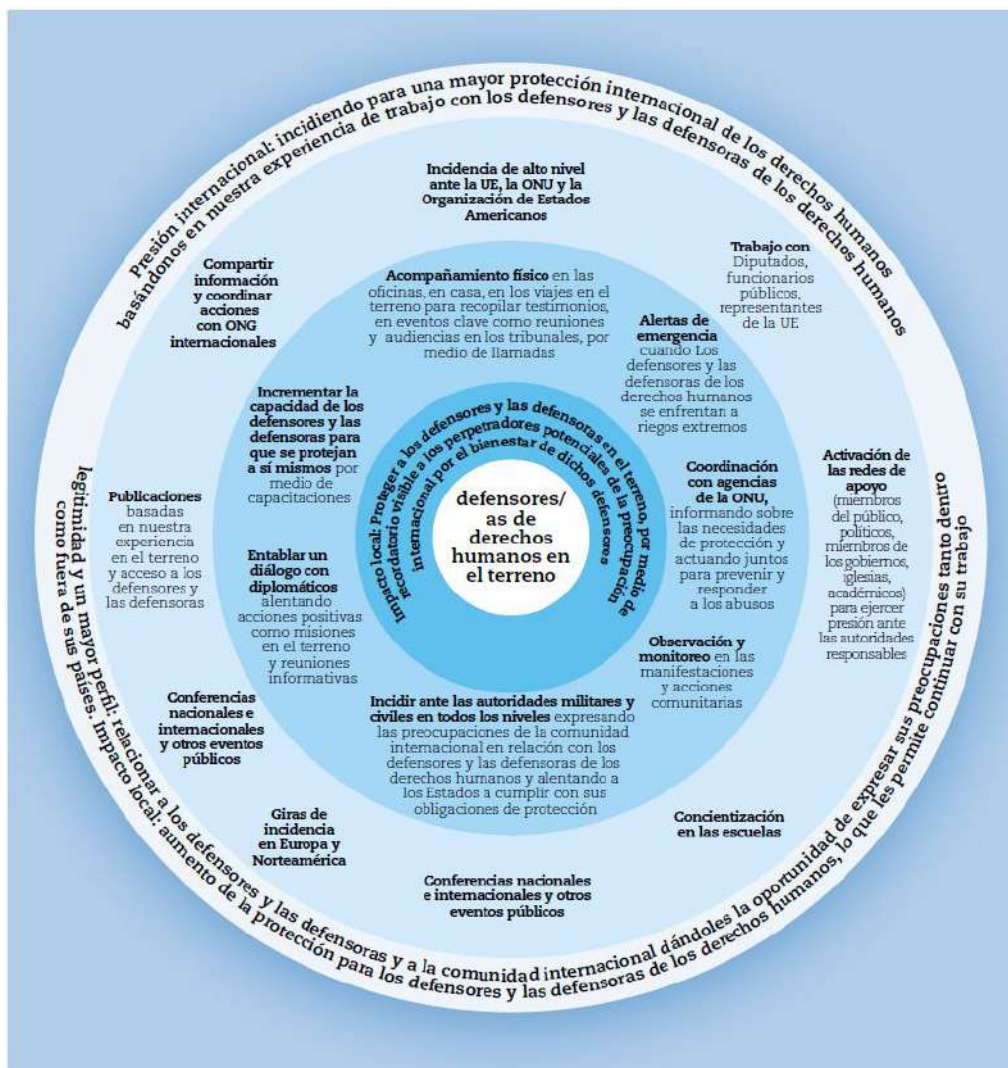 Presión internacional: incidiendo para una mayor protección internacional de los derechos humanos
basándonos en nuestra experiencia de trabajo con los defensores y las defensoras de los derechos humanos
Incidencia de alto nivel
ante la UE, la ONU y la
Organización de Estados
Americanos
Compartir
información
y coordinar
acciones
con ONG
internacionales
Trabajo con
Diputados,
funcionarios
públicos,
representantes
de la UE
Acompañamiento físico en las
oficinas, en casa, en los viajes en el
terreno para recopilar testimonios,
en eventos clave como reuniones
y audiencias en los tribunales, por
medio de llamadas
Alertas de
emergencia
cuando Los
defensores y las
defensoras de los
derechos humanos
se enfrentan a
riegos extremos
Incrementar la
capacidad de los
defensores y las
defensoras para
que se protejan
a sí mismos por
medio de
capacitaciones
Impacto local: Proteger a los defensores y las defensoras en el terreno, por medio de
recordatorio visible a los perpetradores potenciales de la preocupación
internacional por el bienestar de dichos defensores
defensores/
as de
derechos
humanos en
el terreno
Coordinación
con agencias
de la ONU,
informando sobre
las necesidades
de protección y
actuando juntos
para prevenir y
responder
a los abusos
Activación de
las redes de
apoyo
(miembros
del público,
políticos,
miembros de
los gobiernos,
iglesias,
académicos)
para ejercer
presión ante
las autoridades
responsables
Publicaciones
basadas
en nuestra
experiencia
en el terreno
y acceso a los
defensores y
las defensoras
Entablar un
diálogo con
diplomáticos
alentando
acciones positivas
como misiones
en el terreno
y reuniones
informativas
Observación y
monitoreo en las
manifestaciones
y acciones
comunitarias
Incidir ante las autoridades militares y
civiles en todos los niveles expresando
las preocupaciones de la comunidad
internacional en relación con los
defensores y las defensoras de los
derechos humanos y alentando a
los Estados a cumplir con sus
obligaciones de protección
Conferencias
nacionales e
internacionales
y otros eventos
públicos
Giras de
incidencia
en Europa y
Norteamérica
Concientización
en las escuelas
Conferencias nacionales
e internacionales y otros
eventos públicos
legitimidad y un mayor perfil: relacionar a los defensores y las defensoras y a la comunidad internacional dándoles la oportunidad de expresar sus preocupaciones tanto dentro
como fuera de sus países. Impacto local: aumento de la protección para los defensores y las defensoras de los derechos humanos, lo que les permite continuar con su trabajo